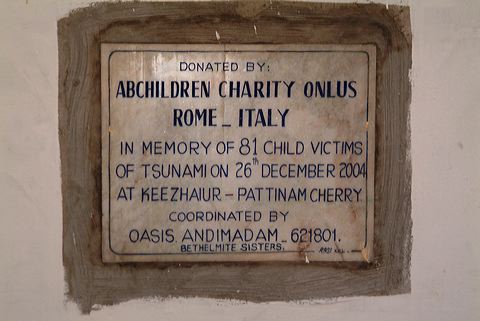 DONATED BY:
ABCHILDREN CHARITY ONLUS
ROME _ ITALY
IN MEMORY OF 81 CHILD VICTIMS
OF TSUNAMI ON 26th DECEMBER 2004
AT KEEZHAIUR - PATTINAM CHERRY
COORDINATED BY
OASIS. ANDIMADAM _ 621801.
BETHELMITE SISTERS.